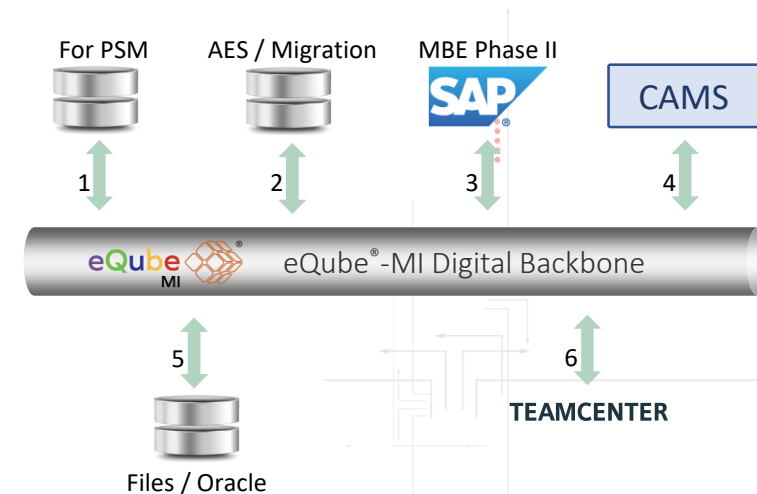 For PSM
AES / Migration
MBE Phase II
SAP®
CAMS
1
2
3
4
eQube®
MI
eQube®-MI Digital Backbone
5
6
TEAMCENTER
Files / Oracle